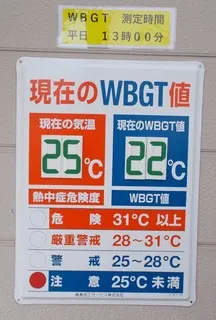 WBGT 測定時間
平日 13時00分
現在のWBGT値
現在の気温
25℃
現在のWBGT値
22℃
熱中症危険度 WBGT値
危険 31℃以上
厳重警戒 28～31℃
警戒 25～28℃
注意 25℃未満